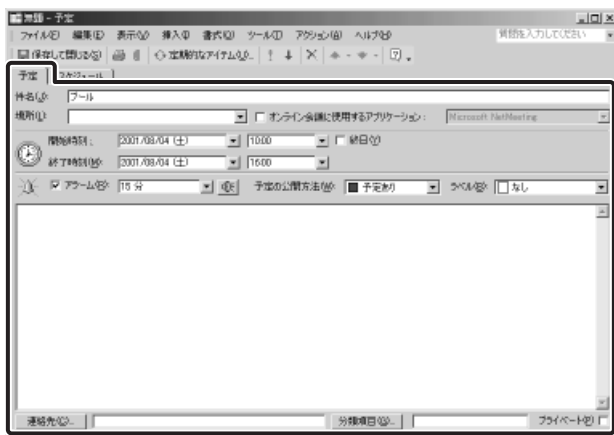 無題 - 予定
ファイル(F) 編集(E) 表示(V) 挿入(I) 書式(O) ツール(T) アクション(A) ヘルプ(H) 質問を入力してください
保存して閉じる(S) 定期的なアイテム(U)...
予定 スケジュール
件名(J): プール
場所(L): オンライン会議に使用するアプリケーション: Microsoft NetMeeting
開始時刻: 2001/08/04 (土) 10:00 終日(Y)
終了時刻(M): 2001/08/04 (土) 16:00
アラーム(R): 15 分 予定の公開方法(W): 予定あり ラベル(B): なし
連絡先(C)... 分類項目(G)... プライベート(P)